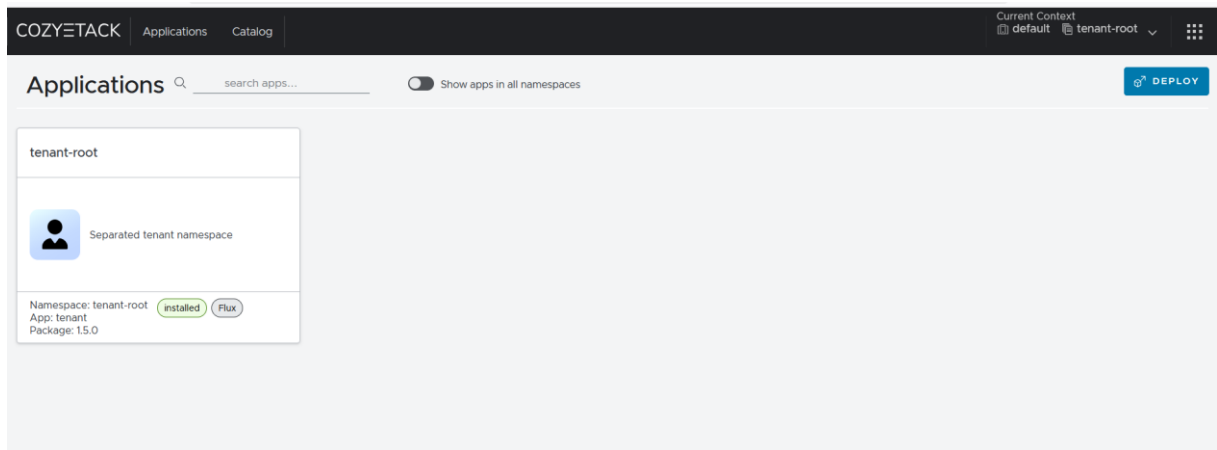 COZYΞTACK Applications Catalog
Current Context
default tenant-root
Applications search apps... Show apps in all namespaces DEPLOY
tenant-root
Separated tenant namespace
Namespace: tenant-root installed Flux
App: tenant
Package: 1.5.0